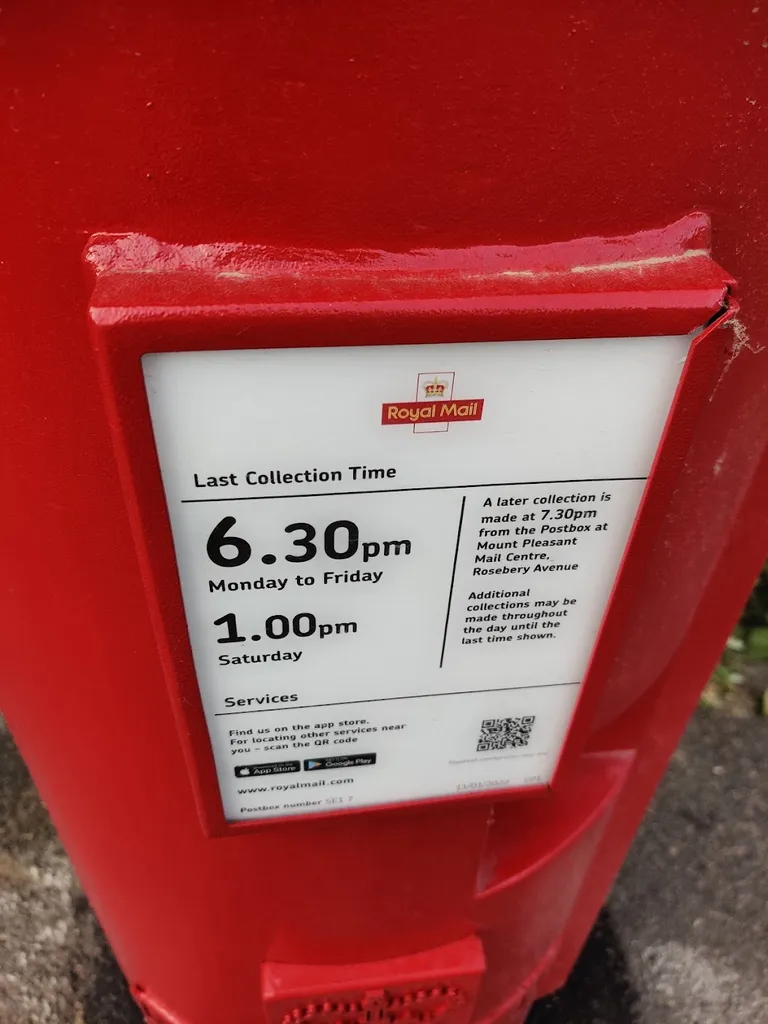 Royal Mail
Last Collection Time
6.30pm
Monday to Friday
1.00pm
Saturday
A later collection is
made at 7.30pm
from the Postbox at
Mount Pleasant
Mail Centre,
Rosebery Avenue
Additional
collections may be
made throughout
the day until the
last time shown.
Services
Find us on the app store.
For locating other services near
you – scan the QR code
App Store
Google Play
www.royalmail.com
Postbox number SE1 7